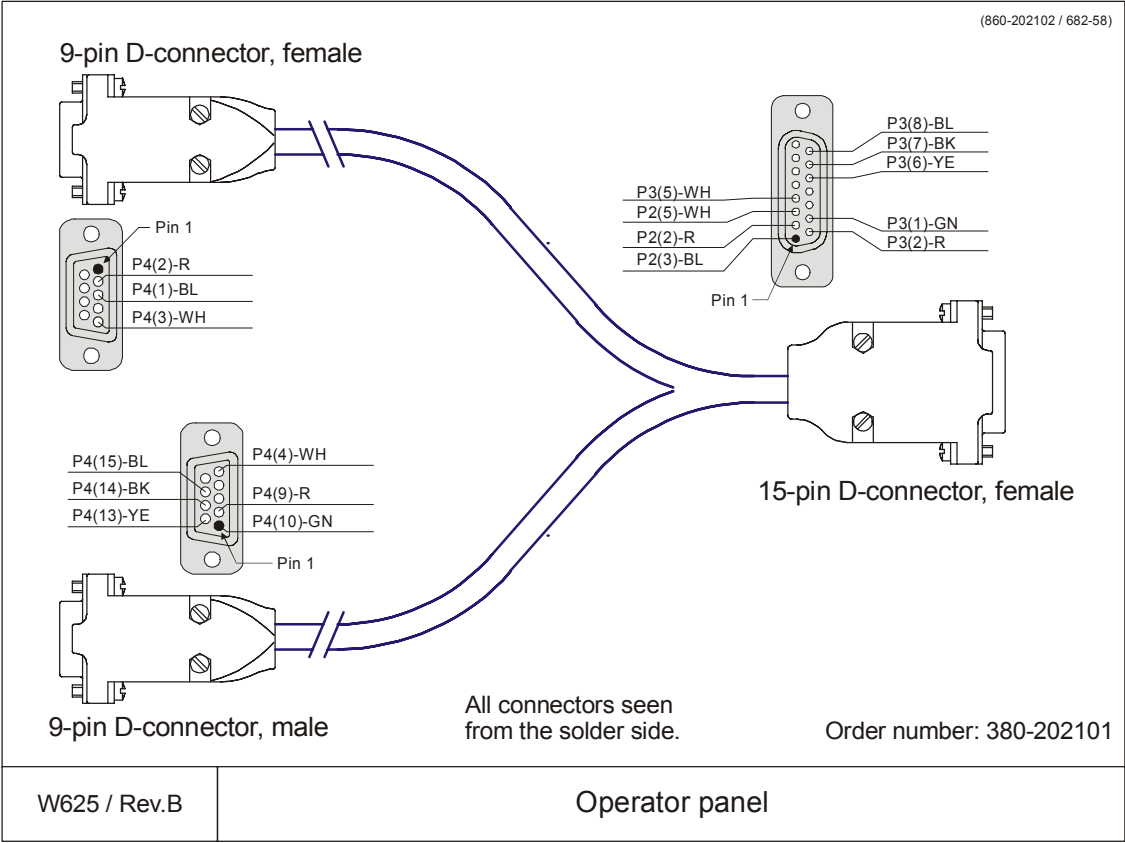 (860-202102 / 682-58)
9-pin D-connector, female
P3(8)-BL
P3(7)-BK
P3(6)-YE
P3(5)-WH
P2(5)-WH
P2(2)-R
P2(3)-BL
P3(1)-GN
P3(2)-R
Pin 1
Pin 1
P4(2)-R
P4(1)-BL
P4(3)-WH
P4(15)-BL
P4(14)-BK
P4(13)-YE
P4(4)-WH
P4(9)-R
P4(10)-GN
Pin 1
15-pin D-connector, female
9-pin D-connector, male
All connectors seen
from the solder side.
Order number: 380-202101
W625 / Rev.B
Operator panel